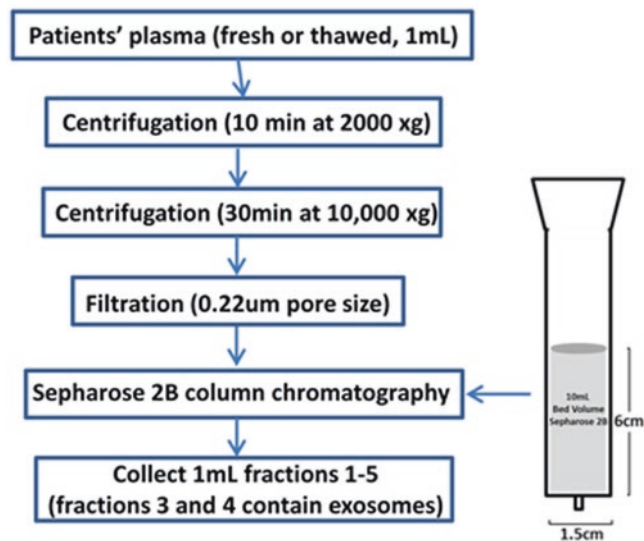 Patients' plasma (fresh or thawed, 1mL)
Centrifugation (10 min at 2000 xg)
Centrifugation (30min at 10,000 xg)
Filtration (0.22um pore size)
Sepharose 2B column chromatography
Collect 1mL fractions 1-5
(fractions 3 and 4 contain exosomes)
10mL
Bed Volume
Sepharose 2B
6cm
1.5cm